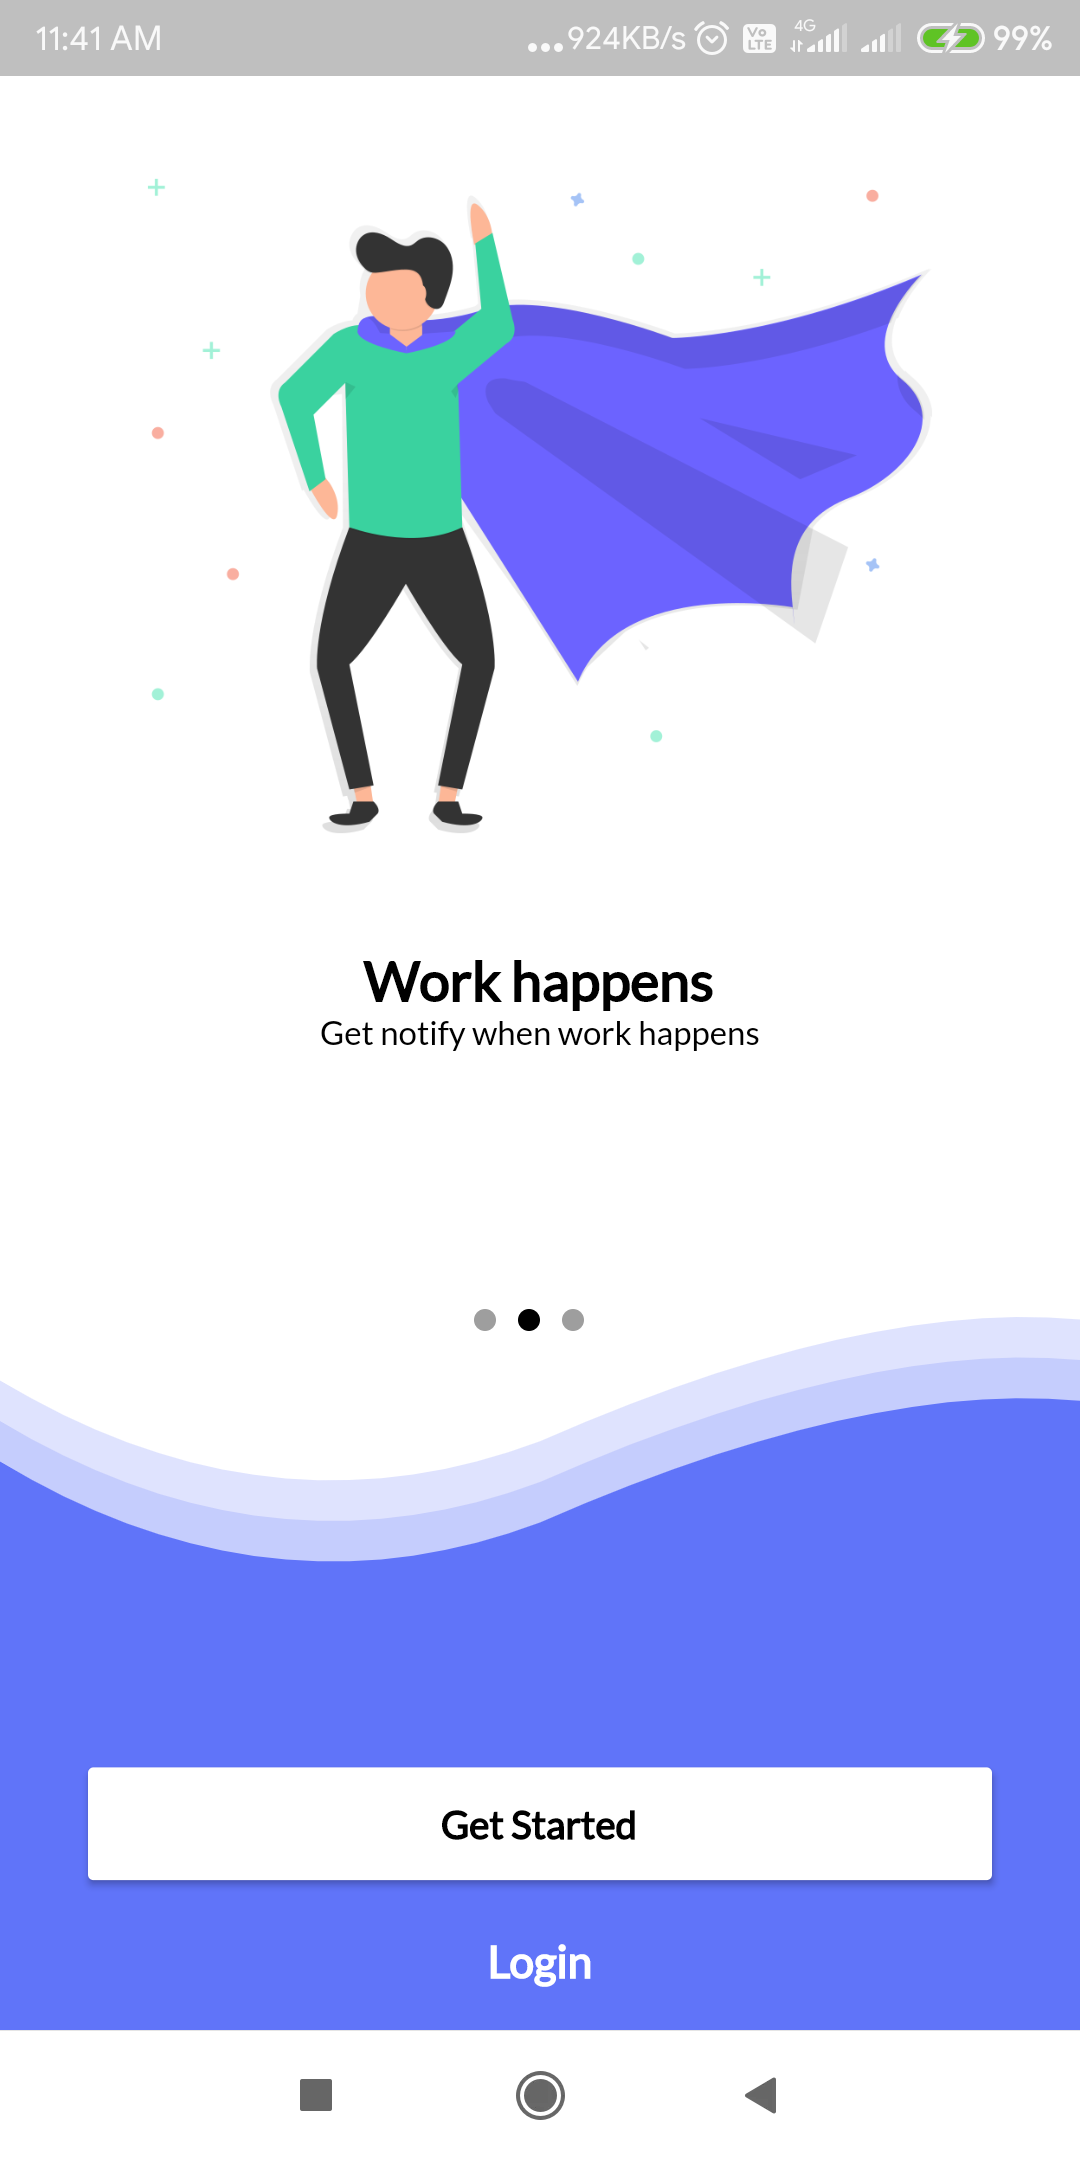 11:41 AM ...924KB/s Vo LTE 4G 99%
Work happens
Get notify when work happens
Get Started
Login